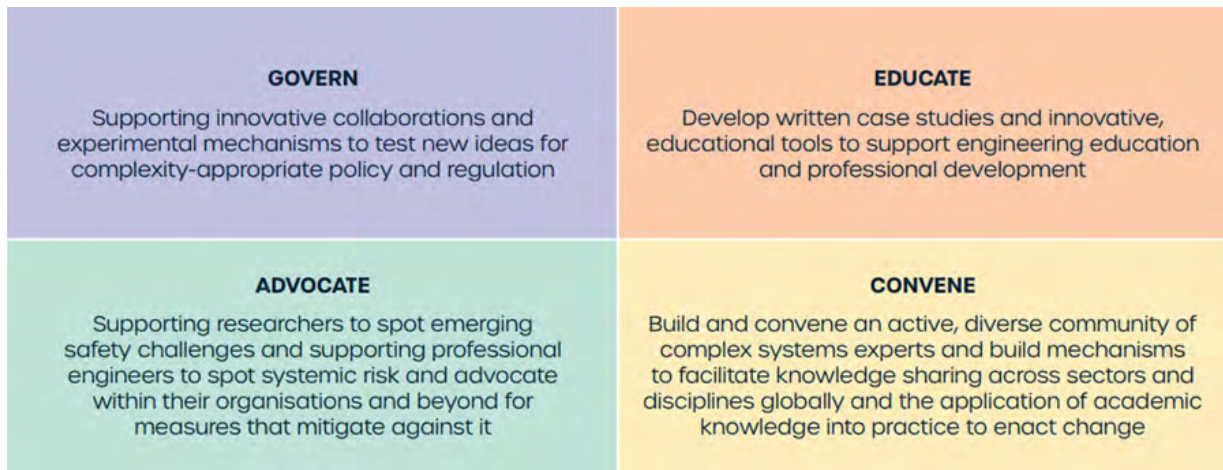 GOVERN
Supporting innovative collaborations and
experimental mechanisms to test new ideas for
complexity-appropriate policy and regulation
EDUCATE
Develop written case studies and innovative,
educational tools to support engineering education
and professional development
ADVOCATE
Supporting researchers to spot emerging
safety challenges and supporting professional
engineers to spot systemic risk and advocate
within their organisations and beyond for
measures that mitigate against it
CONVENE
Build and convene an active, diverse community of
complex systems experts and build mechanisms
to facilitate knowledge sharing across sectors and
disciplines globally and the application of academic
knowledge into practice to enact change